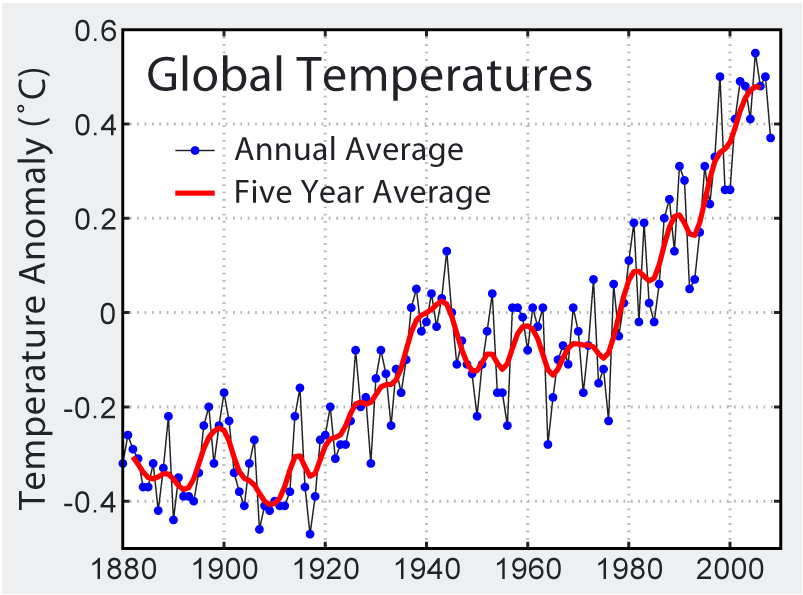 Global Temperatures
Annual Average
Five Year Average
Temperature Anomaly (˚C)
0.6
0.4
0.2
0
-0.2
-0.4
1880 1900 1920 1940 1960 1980 2000